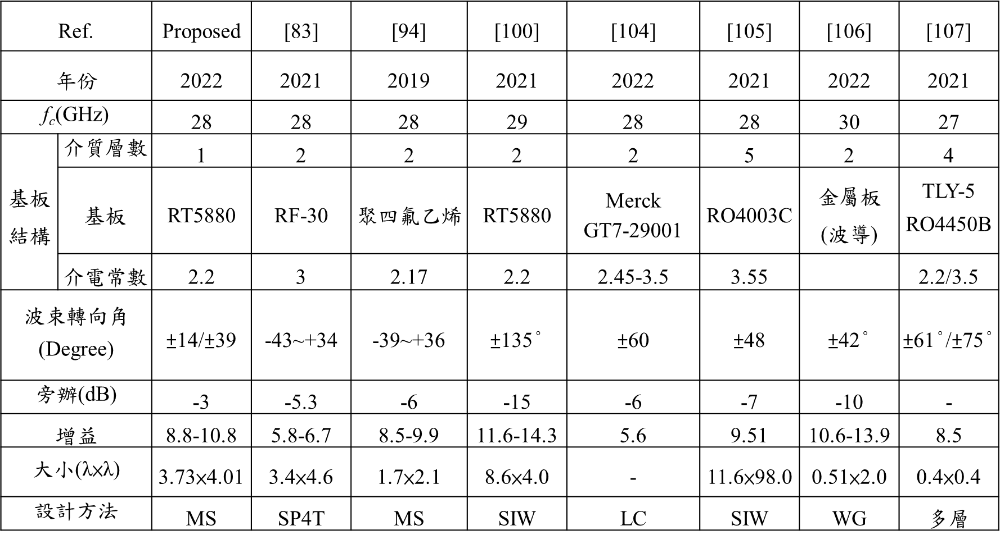 Ref. Proposed [83] [94] [100] [104] [105] [106] [107]
年份 2022 2021 2019 2021 2022 2021 2022 2021
fc(GHz) 28 28 28 29 28 28 30 27
基板
結構
介質層數 1 2 2 2 2 5 2 4
基板 RT5880 RF-30 聚四氟乙烯 RT5880
Merck
GT7-29001
RO4003C
金屬板
(波導)
TLY-5
RO4450B
介電常數 2.2 3 2.17 2.2 2.45-3.5 3.55 2.2/3.5
波束轉向角
(Degree)
±14/±39 -43~+34 -39~+36 ±135° ±60 ±48 ±42° ±61°/±75°
旁辦(dB) -3 -5.3 -6 -15 -6 -7 -10 -
增益 8.8-10.8 5.8-6.7 8.5-9.9 11.6-14.3 5.6 9.51 10.6-13.9 8.5
大小(λ×λ) 3.73×4.01 3.4×4.6 1.7×2.1 8.6×4.0 - 11.6×98.0 0.51×2.0 0.4×0.4
設計方法 MS SP4T MS SIW LC SIW WG 多層